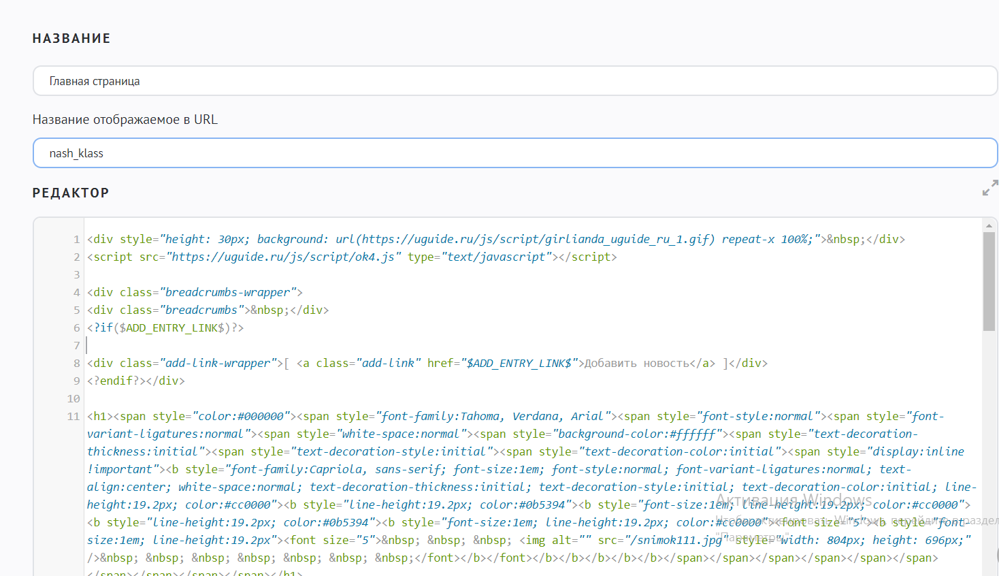 НАЗВАНИЕ
Главная страница
Название отображаемое в URL
nash_klass
РЕДАКТОР
1 <div style="height: 30px; background: url(https://uguide.ru/js/script/girlianda_uguide_ru_1.gif) repeat-x 100%;">&nbsp;</div>
2 <script src="https://uguide.ru/js/script/ok4.js" type="text/javascript"></script>
3
4 <div class="breadcrumbs-wrapper">
5 <div class="breadcrumbs">&nbsp;</div>
6 <?if($ADD_ENTRY_LINK$)?>
7
8 <div class="add-link-wrapper">[ <a class="add-link" href="$ADD_ENTRY_LINK$">Добавить новость</a> ]</div>
9 <?endif?></div>
10
11 <h1><span style="color:#000000"><span style="font-family:Tahoma, Verdana, Arial"><span style="font-style:normal"><span style="font-
variant-ligatures:normal"><span style="white-space:normal"><span style="background-color:#ffffff"><span style="text-decoration-
thickness:initial"><span style="text-decoration-style:initial"><span style="text-decoration-color:initial"><span style="display:inline
!important"><b style="font-family:Capriola, sans-serif; font-size:1em; font-style:normal; font-variant-ligatures:normal; text-
align:center; white-space:normal; text-decoration-thickness:initial; text-decoration-style:initial; text-decoration-color:initial; line-
height:19.2px; color:#cc0000"><b style="line-height:19.2px; color:#0b5394"><b style="font-size:1em; line-height:19.2px; color:#cc0000">
<b style="line-height:19.2px; color:#0b5394"><b style="font-size:1em; line-height:19.2px; color:#cc0000"><font size="5"><b style="font-
size:1em; line-height:19.2px"><font size="5">&nbsp; &nbsp; &nbsp; <img alt="" src="/snimok111.jpg" style="width: 804px; height: 696px;"
/>&nbsp; &nbsp; &nbsp; &nbsp; &nbsp; &nbsp; &nbsp;</font></b></font></b></b></b></b></b></span></span></span></span></span></span>
</span></span></span></span></h1>
Активация Windows
Чтобы активировать Windows, перейдите в раздел
"Параметры".